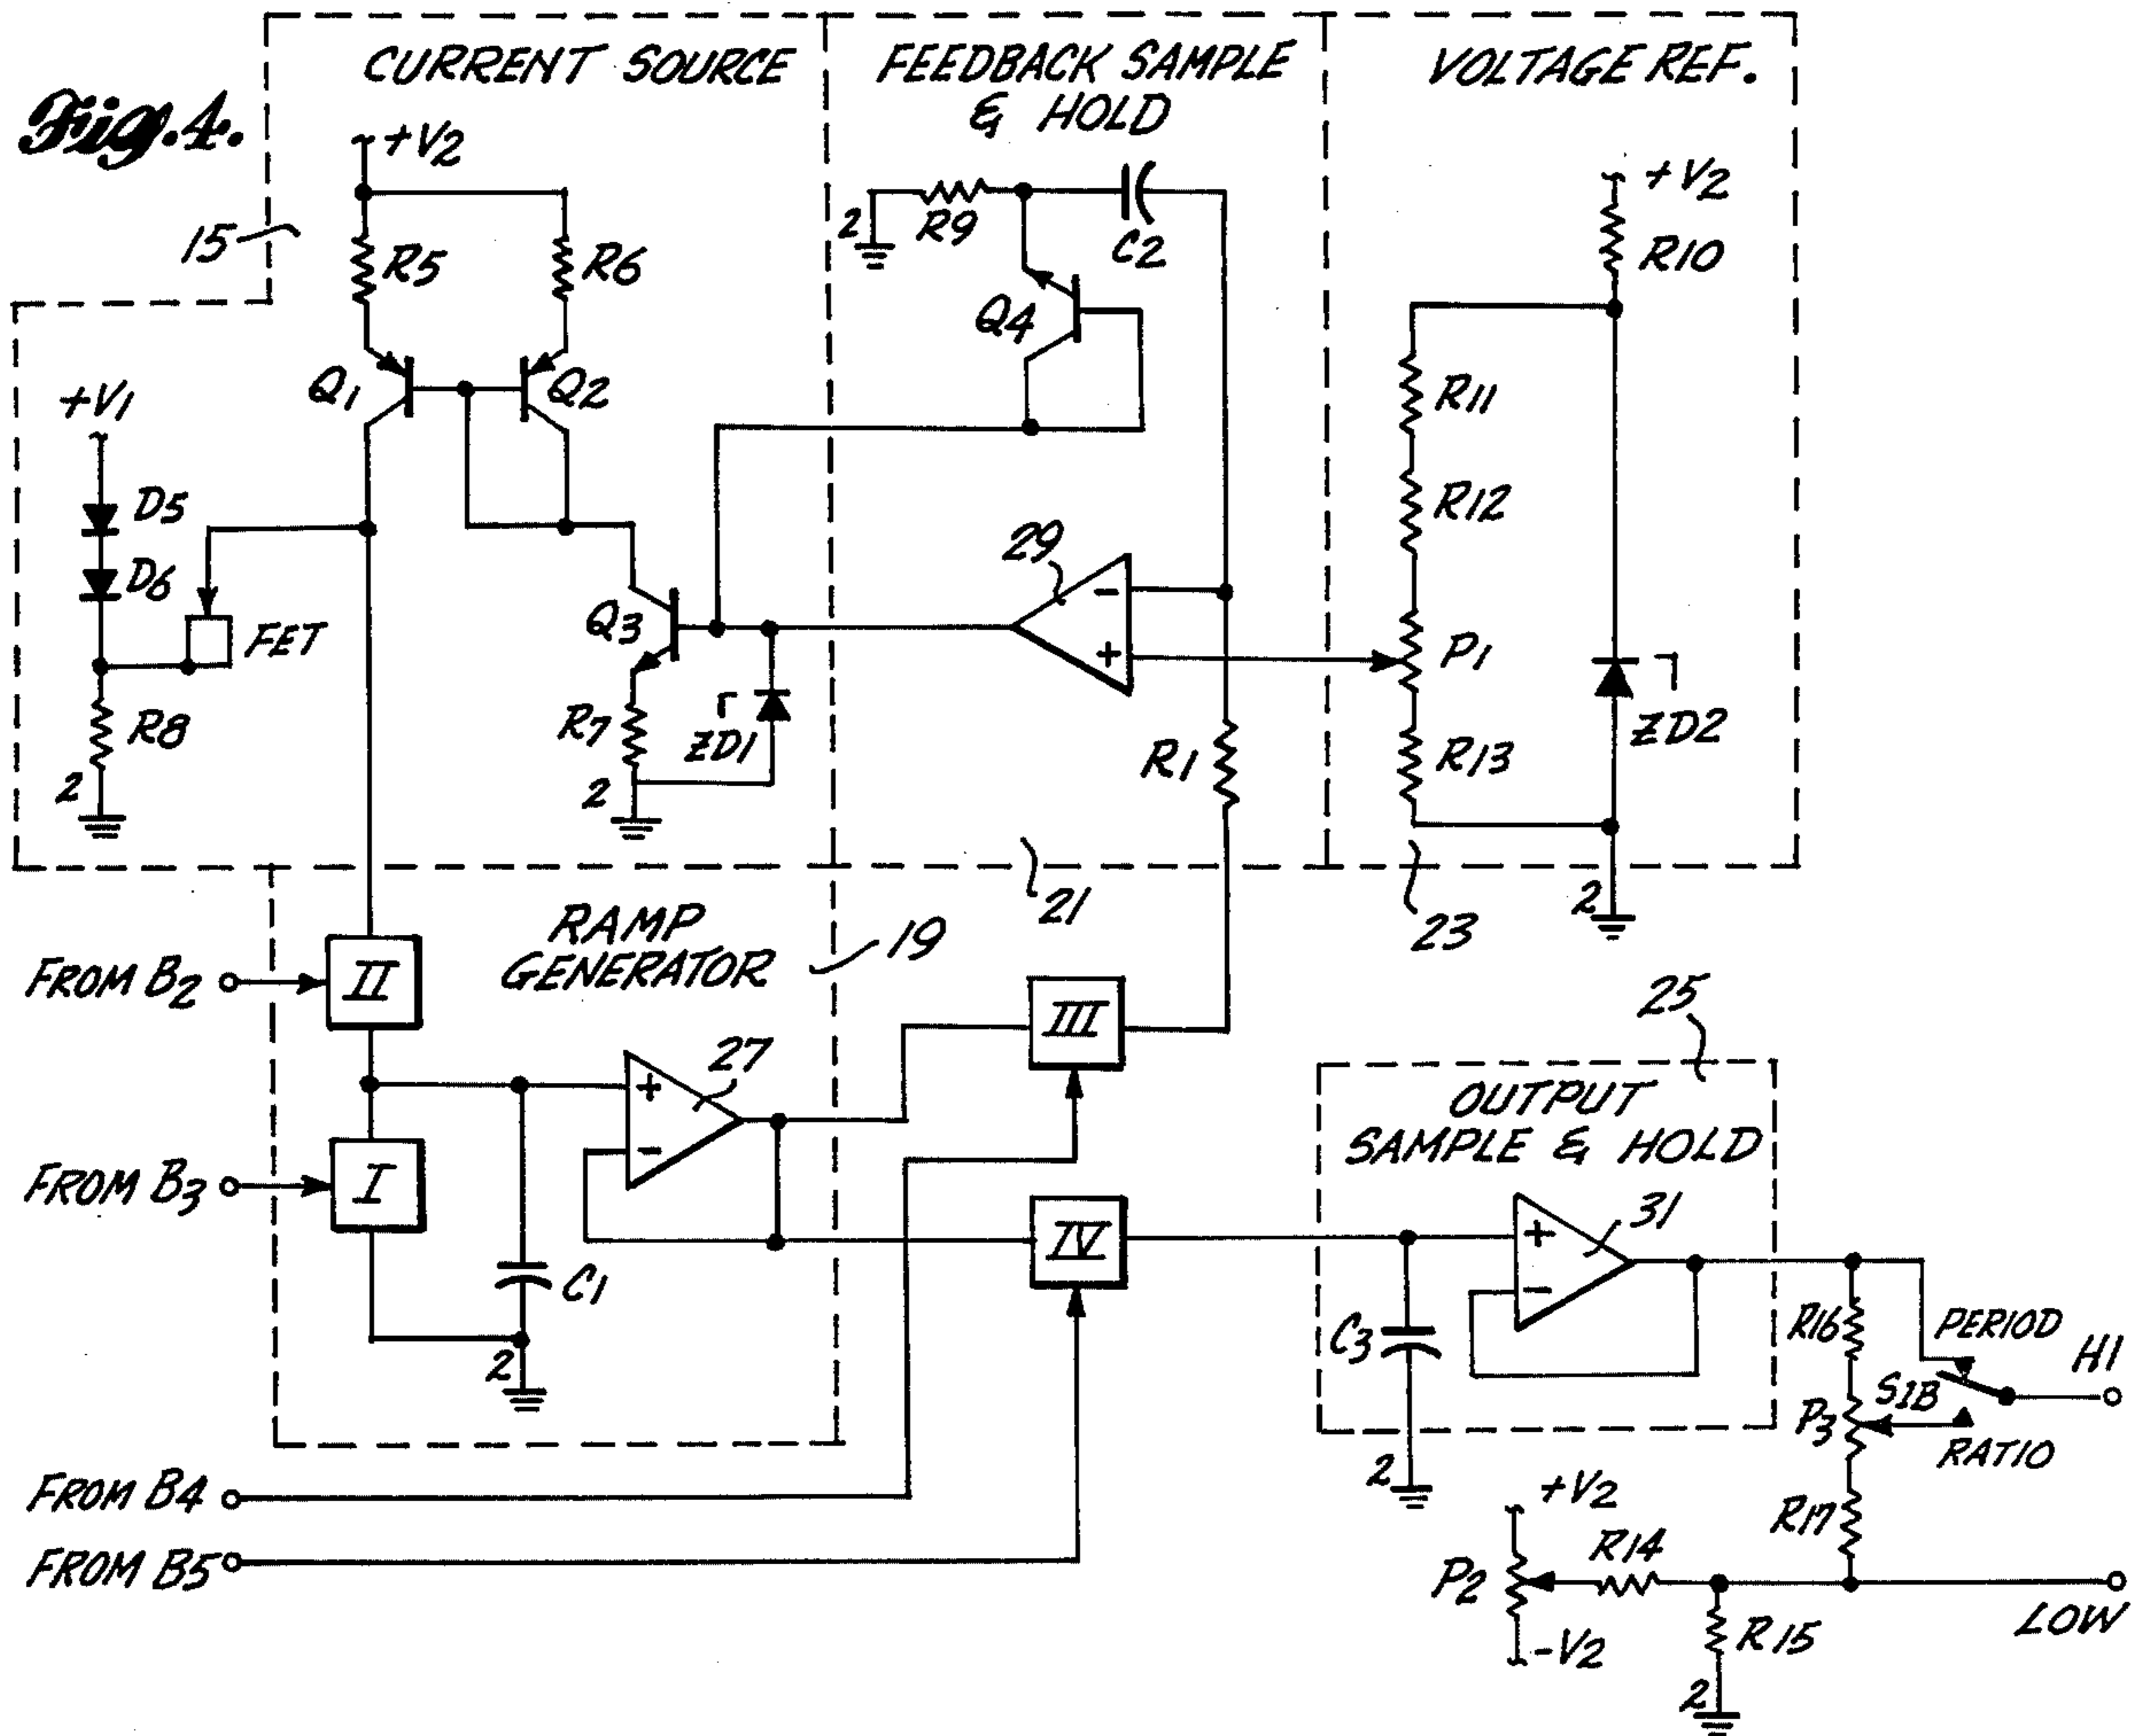 Fig. 4.
CURRENT SOURCE
FEEDBACK SAMPLE
& HOLD
VOLTAGE REF.
+V2
+V2
15
R5
R6
2
R9
C2
R10
Q4
Q1
Q2
+V1
R11
D5
R12
D6
29
-
+
Q3
FET
P1
R7
ZD1
ZD2
R8
R1
R13
2
2
21
23
2
RAMP
GENERATOR
19
FROM B2
II
25
III
27
+
-
OUTPUT
SAMPLE & HOLD
FROM B3
I
IV
31
+
-
C1
C3
R16
PERIOD
HI
2
S1B
P3
RATIO
2
FROM B4
+V2
R17
R14
FROM B5
P2
LOW
-V2
R15
2